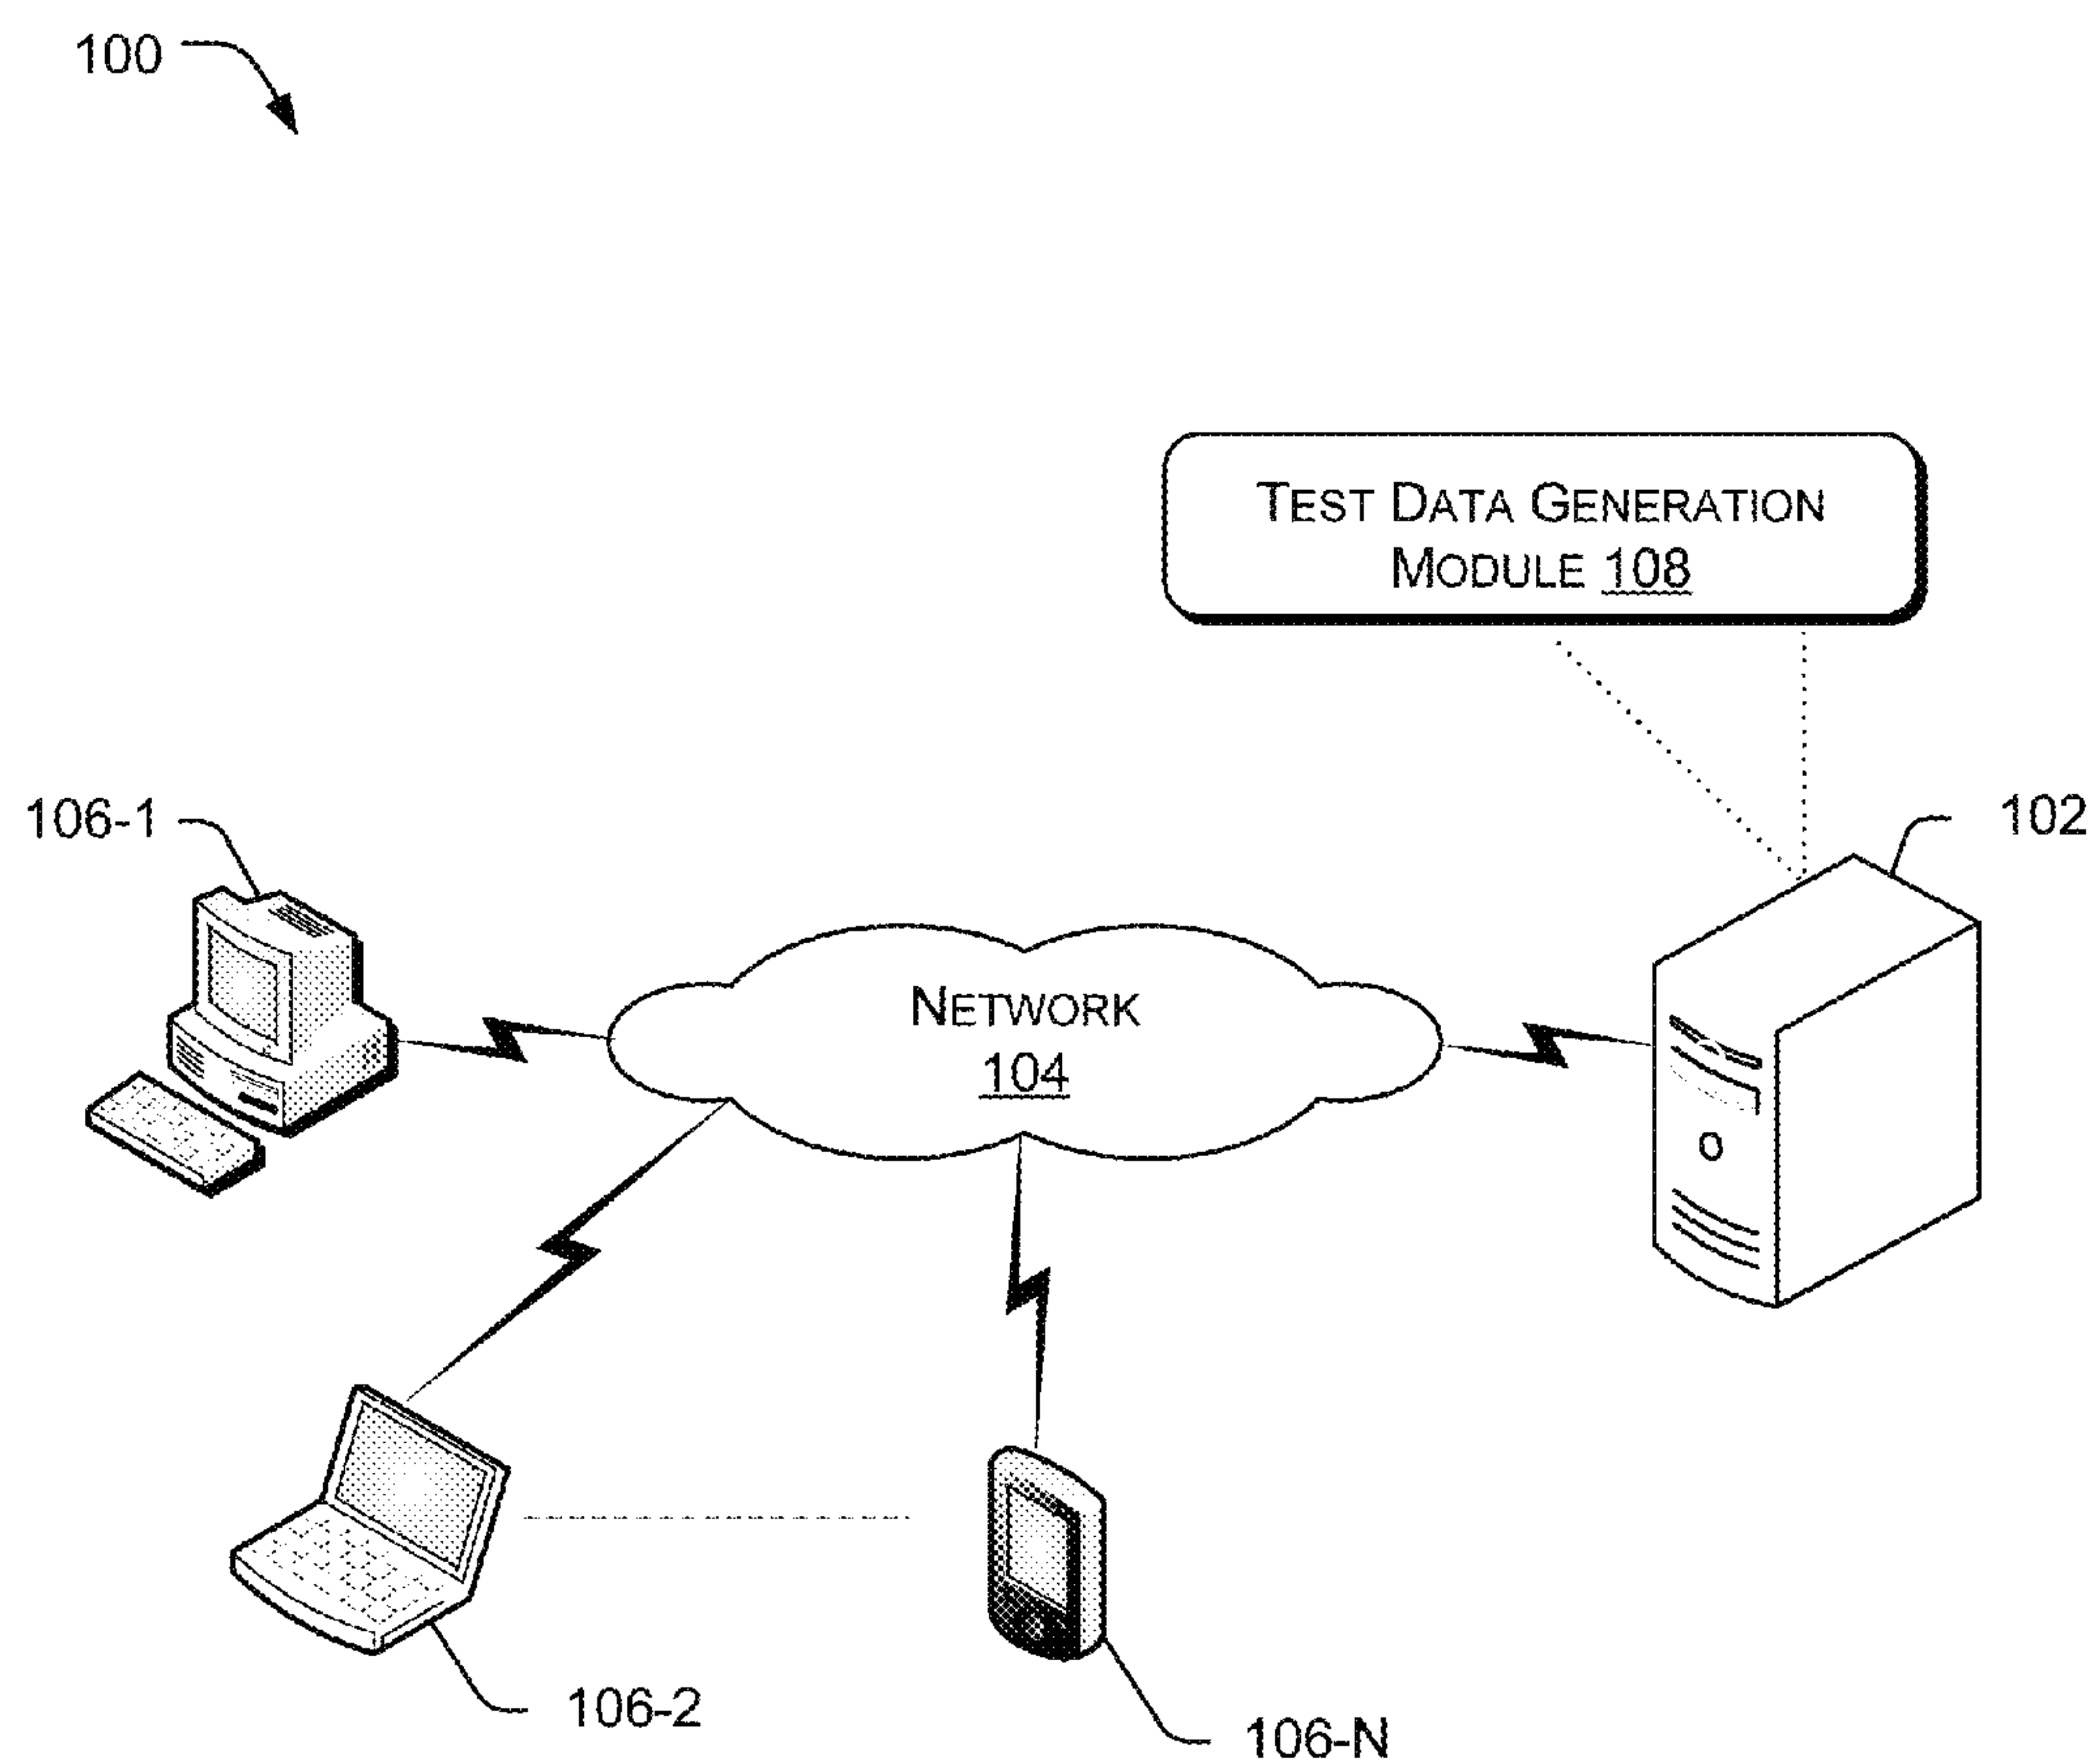 100
TEST DATA GENERATION
MODULE 108
106-1
102
NETWORK
104
106-2
106-N